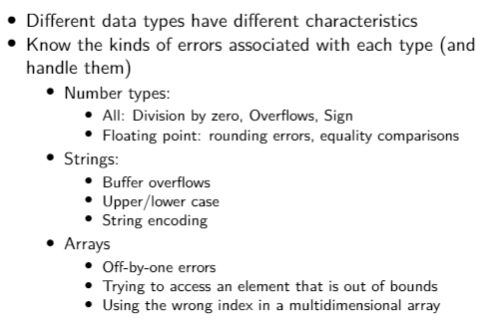 • Different data types have different characteristics
• Know the kinds of errors associated with each type (and
handle them)
• Number types:
• All: Division by zero, Overflows, Sign
• Floating point: rounding errors, equality comparisons
• Strings:
• Buffer overflows
• Upper/lower case
• String encoding
• Arrays
• Off-by-one errors
• Trying to access an element that is out of bounds
• Using the wrong index in a multidimensional array